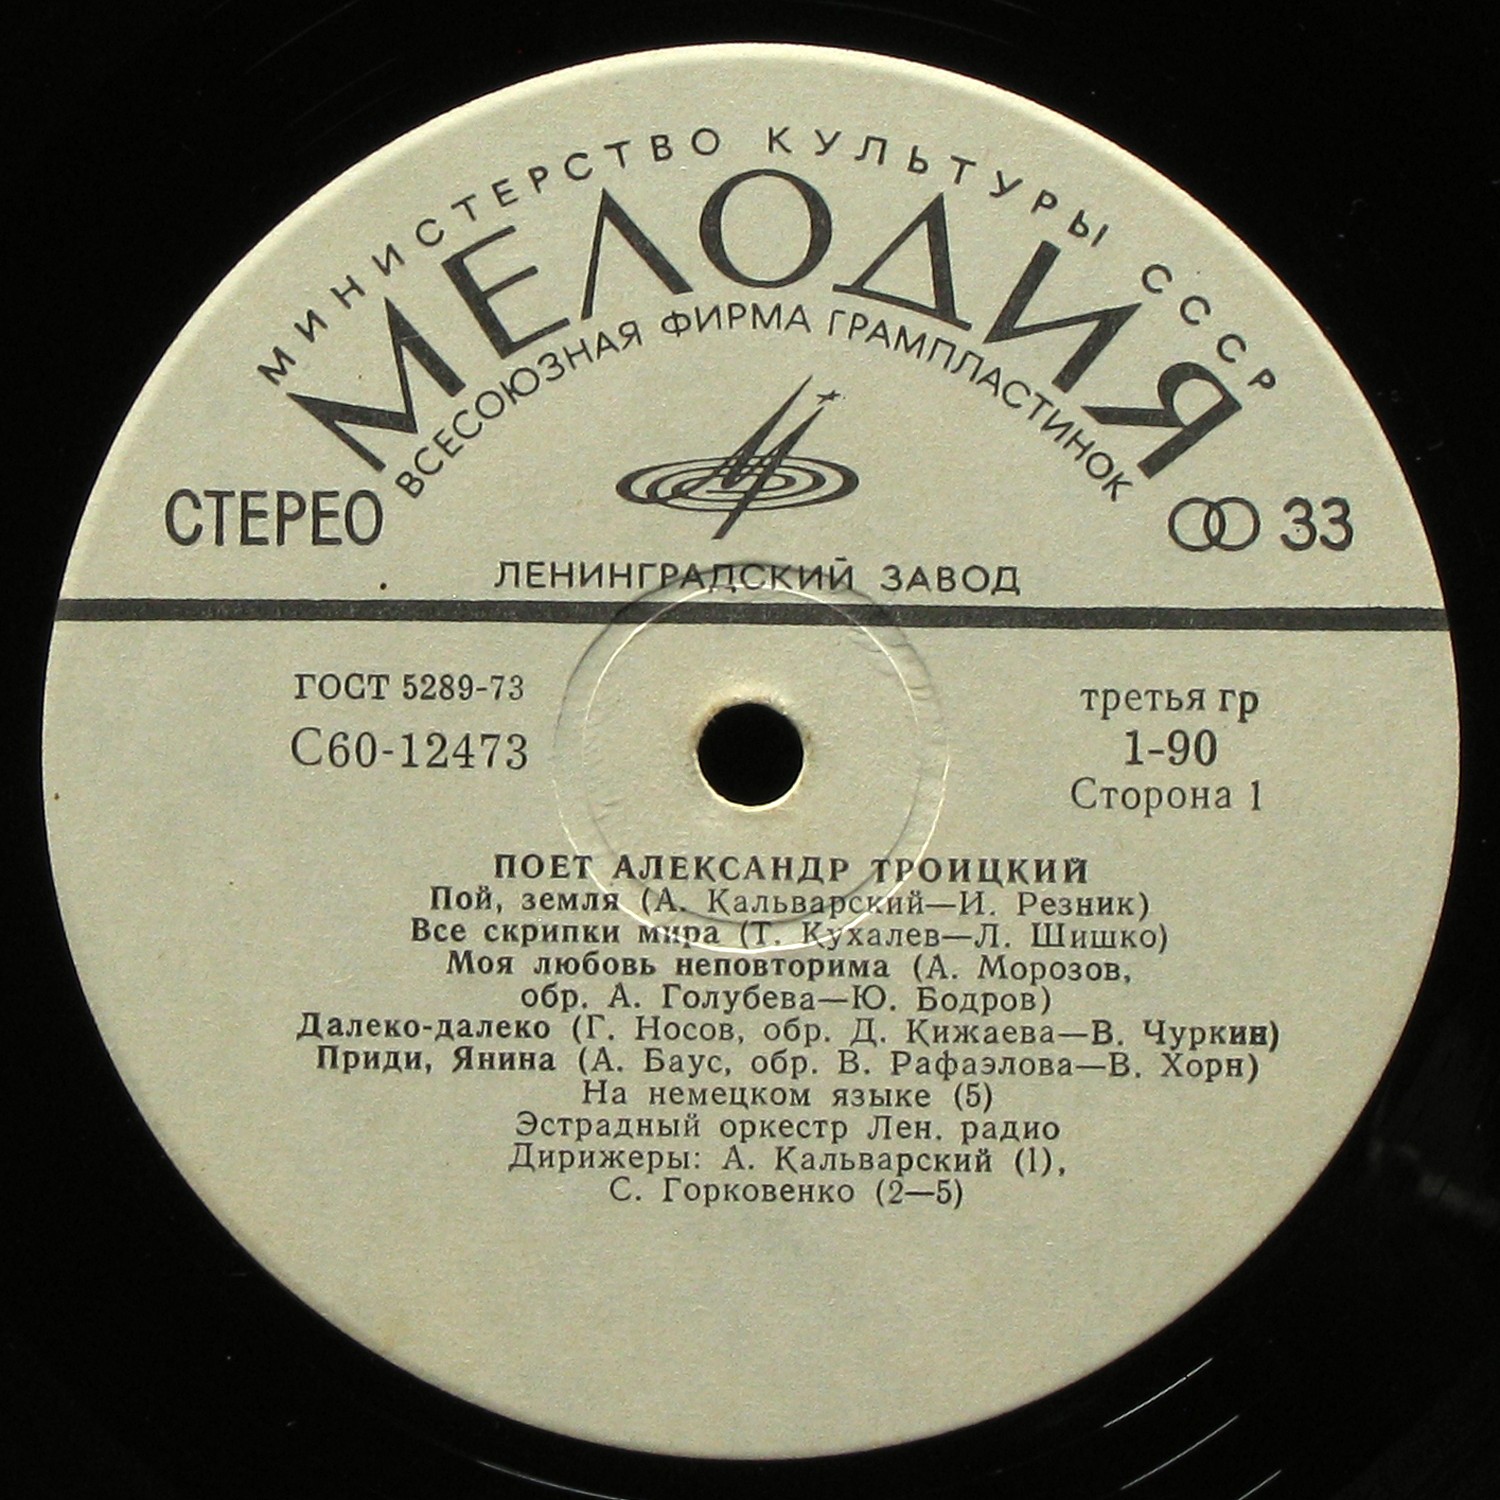 МИНИСТЕРСТВО КУЛЬТУРЫ СССР
МЕЛОДИЯ
ВСЕСОЮЗНАЯ ФИРМА ГРАМПЛАСТИНОК
СТЕРЕО
33
ЛЕНИНГРАДСКИЙ ЗАВОД
ГОСТ 5289-73
С60-12473
третья гр
1-90
Сторона 1
ПОЕТ АЛЕКСАНДР ТРОИЦКИЙ
Пой, земля (А. Кальварский—И. Резник)
Все скрипки мира (Т. Кухалев—Л. Шишко)
Моя любовь неповторима (А. Морозов,
обр. А. Голубева—Ю. Бодров)
Далеко-далеко (Г. Носов, обр. Д. Кижаева—В. Чуркин)
Приди, Янина (А. Баус, обр. В. Рафаэлова—В. Хорн)
На немецком языке (5)
Эстрадный оркестр Лен. радио
Дирижеры: А. Кальварский (1),
С. Горковенко (2—5)